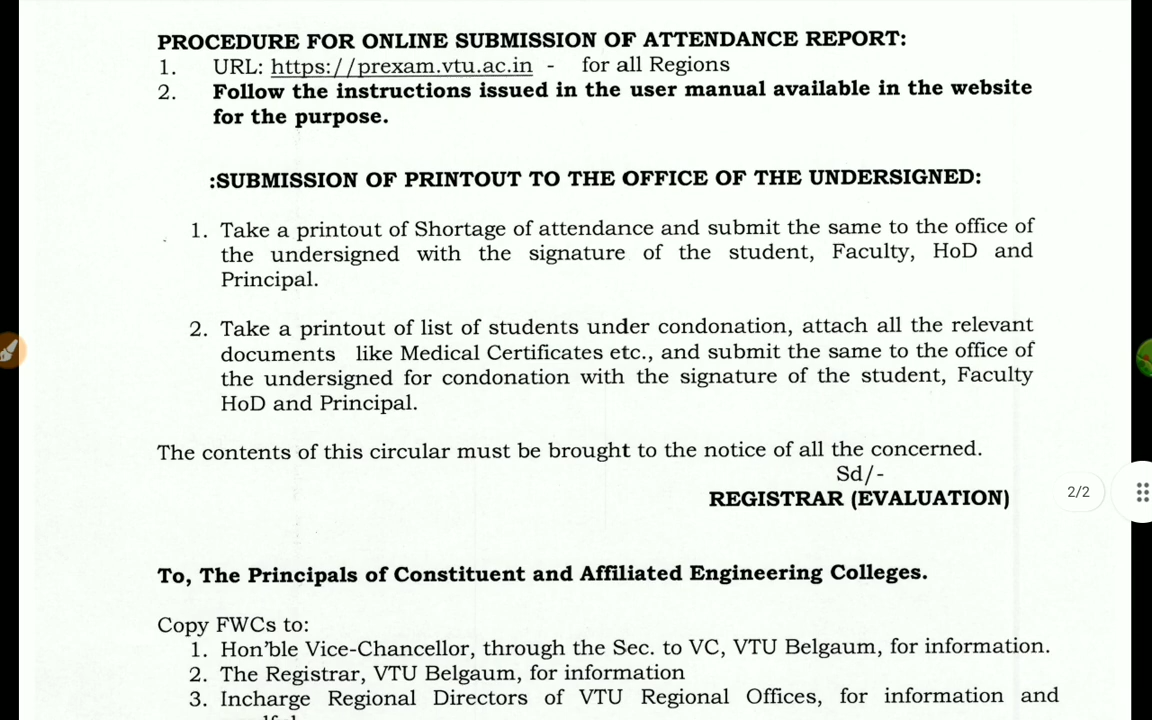 PROCEDURE FOR ONLINE SUBMISSION OF ATTENDANCE REPORT:
1. URL: https://prexam.vtu.ac.in - for all Regions
2. Follow the instructions issued in the user manual available in the website
for the purpose.
:SUBMISSION OF PRINTOUT TO THE OFFICE OF THE UNDERSIGNED:
1. Take a printout of Shortage of attendance and submit the same to the office of
the undersigned with the signature of the student, Faculty, HoD and
Principal.
2. Take a printout of list of students under condonation, attach all the relevant
documents like Medical Certificates etc., and submit the same to the office of
the undersigned for condonation with the signature of the student, Faculty
HoD and Principal.
The contents of this circular must be brought to the notice of all the concerned.
Sd/-
REGISTRAR (EVALUATION)
2/2
To, The Principals of Constituent and Affiliated Engineering Colleges.
Copy FWCs to:
1. Hon’ble Vice-Chancellor, through the Sec. to VC, VTU Belgaum, for information.
2. The Registrar, VTU Belgaum, for information
3. Incharge Regional Directors of VTU Regional Offices, for information and